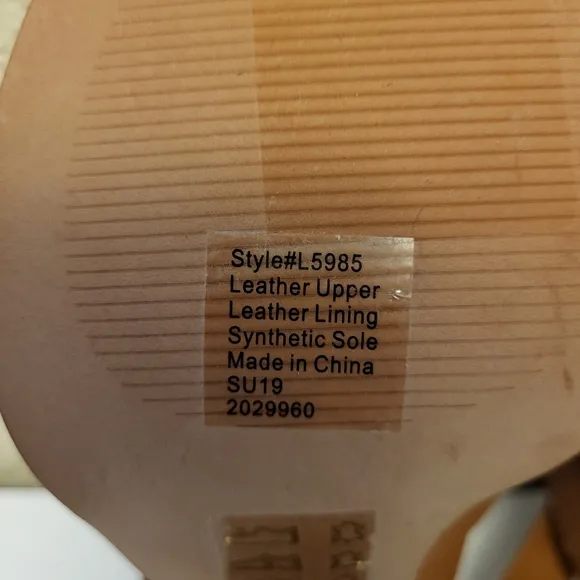 Style#L5985
Leather Upper
Leather Lining
Synthetic Sole
Made in China
SU19
2029960